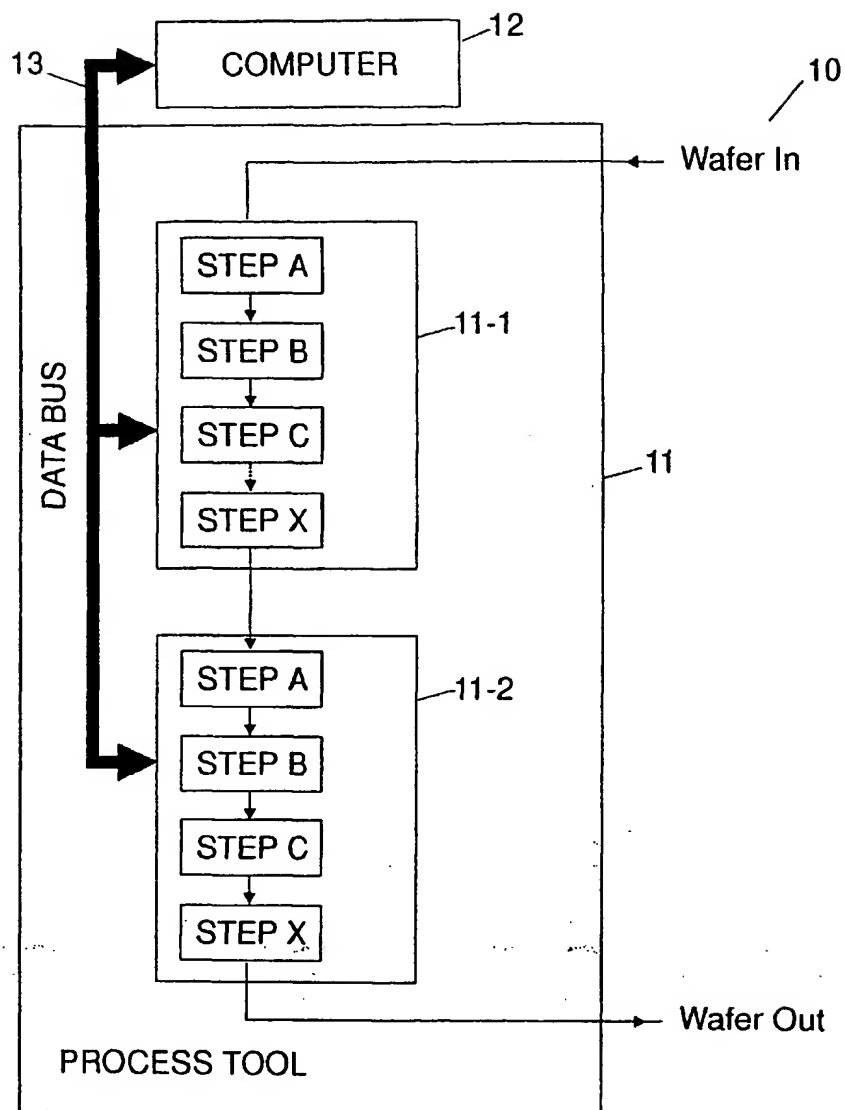 12
13
COMPUTER
10
Wafer In
STEP A
STEP B
11-1
STEP C
DATA BUS
11
STEP X
STEP A
11-2
STEP B
STEP C
STEP X
Wafer Out
PROCESS TOOL